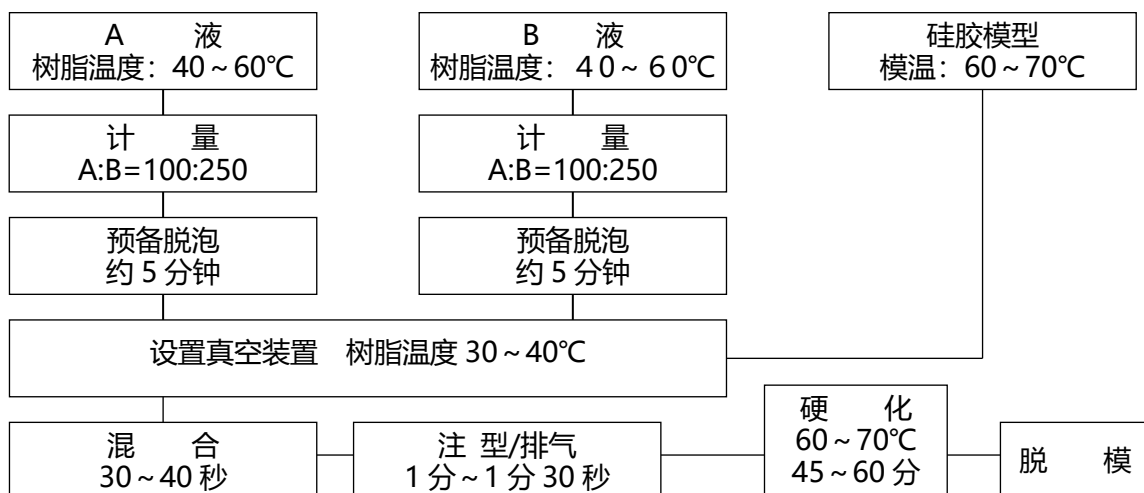 A 液
树脂温度：40～60℃
B 液
树脂温度：４０～６０℃
硅胶模型
模温：60～70℃
计 量
A:B=100:250
计 量
A:B=100:250
预备脱泡
约 5 分钟
预备脱泡
约 5 分钟
设置真空装置 树脂温度 30～40℃
混 合
30～40 秒
注 型/排气
1 分～1 分 30 秒
硬 化
60～70℃
45～60 分
脱 模